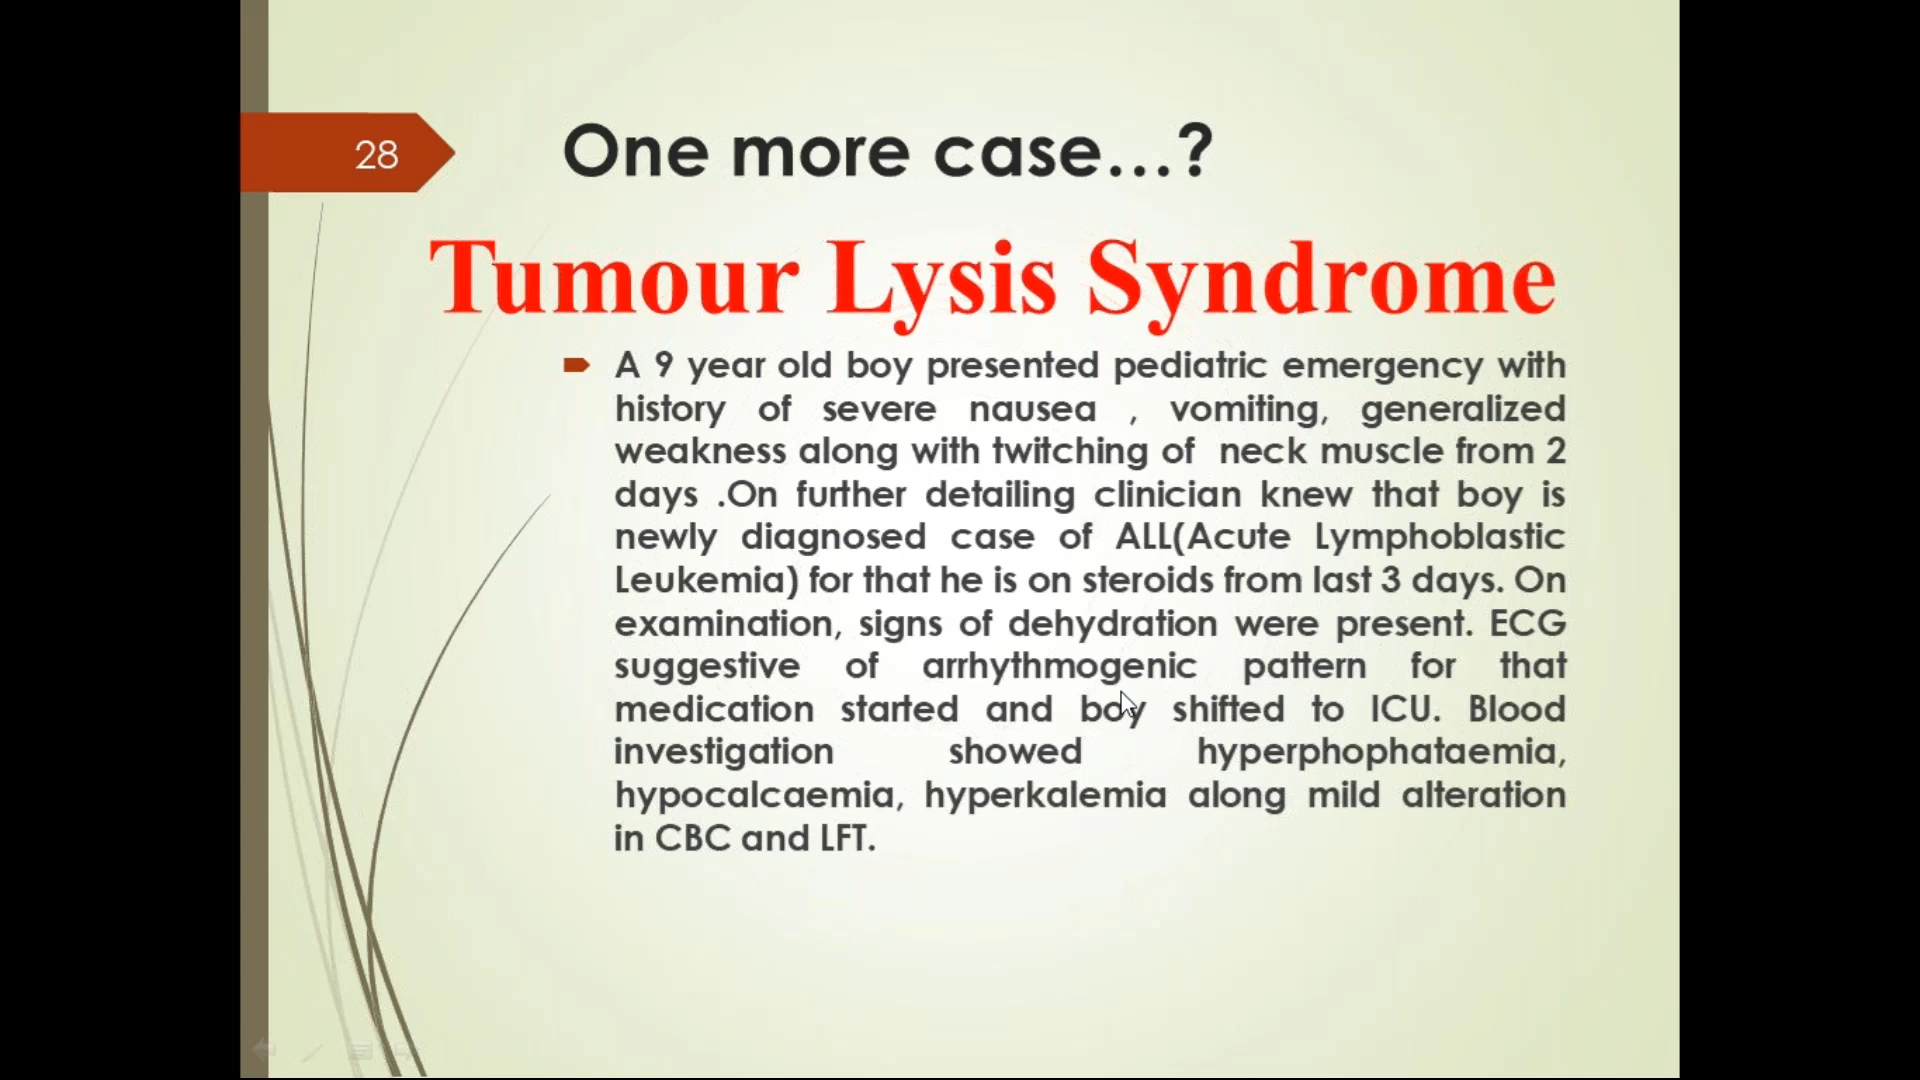 28
One more case...?
Tumour Lysis Syndrome
A 9 year old boy presented pediatric emergency with
history of severe nausea , vomiting, generalized
weakness along with twitching of neck muscle from 2
days .On further detailing clinician knew that boy is
newly diagnosed case of ALL(Acute Lymphoblastic
Leukemia) for that he is on steroids from last 3 days. On
examination, signs of dehydration were present. ECG
suggestive of arrhythmogenic pattern for that
medication started and boy shifted to ICU. Blood
investigation showed hyperphophataemia,
hypocalcaemia, hyperkalemia along mild alteration
in CBC and LFT.